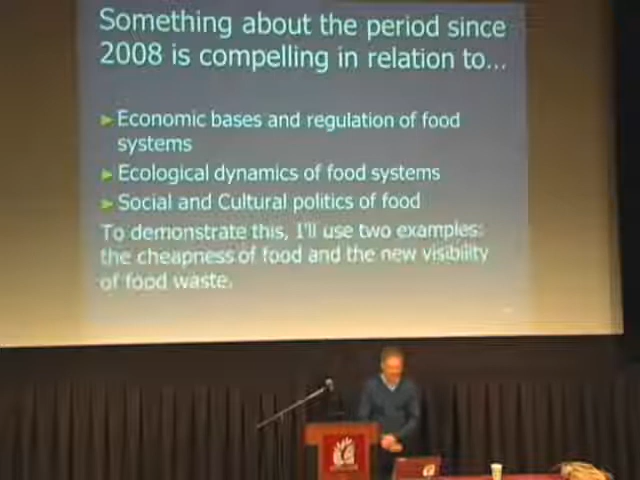 Something about the period since
2008 is compelling in relation to...
Economic bases and regulation of food
systems
Ecological dynamics of food systems
Social and Cultural politics of food
To demonstrate this, I'll use two examples:
the cheapness of food and the new visibility
of food waste.